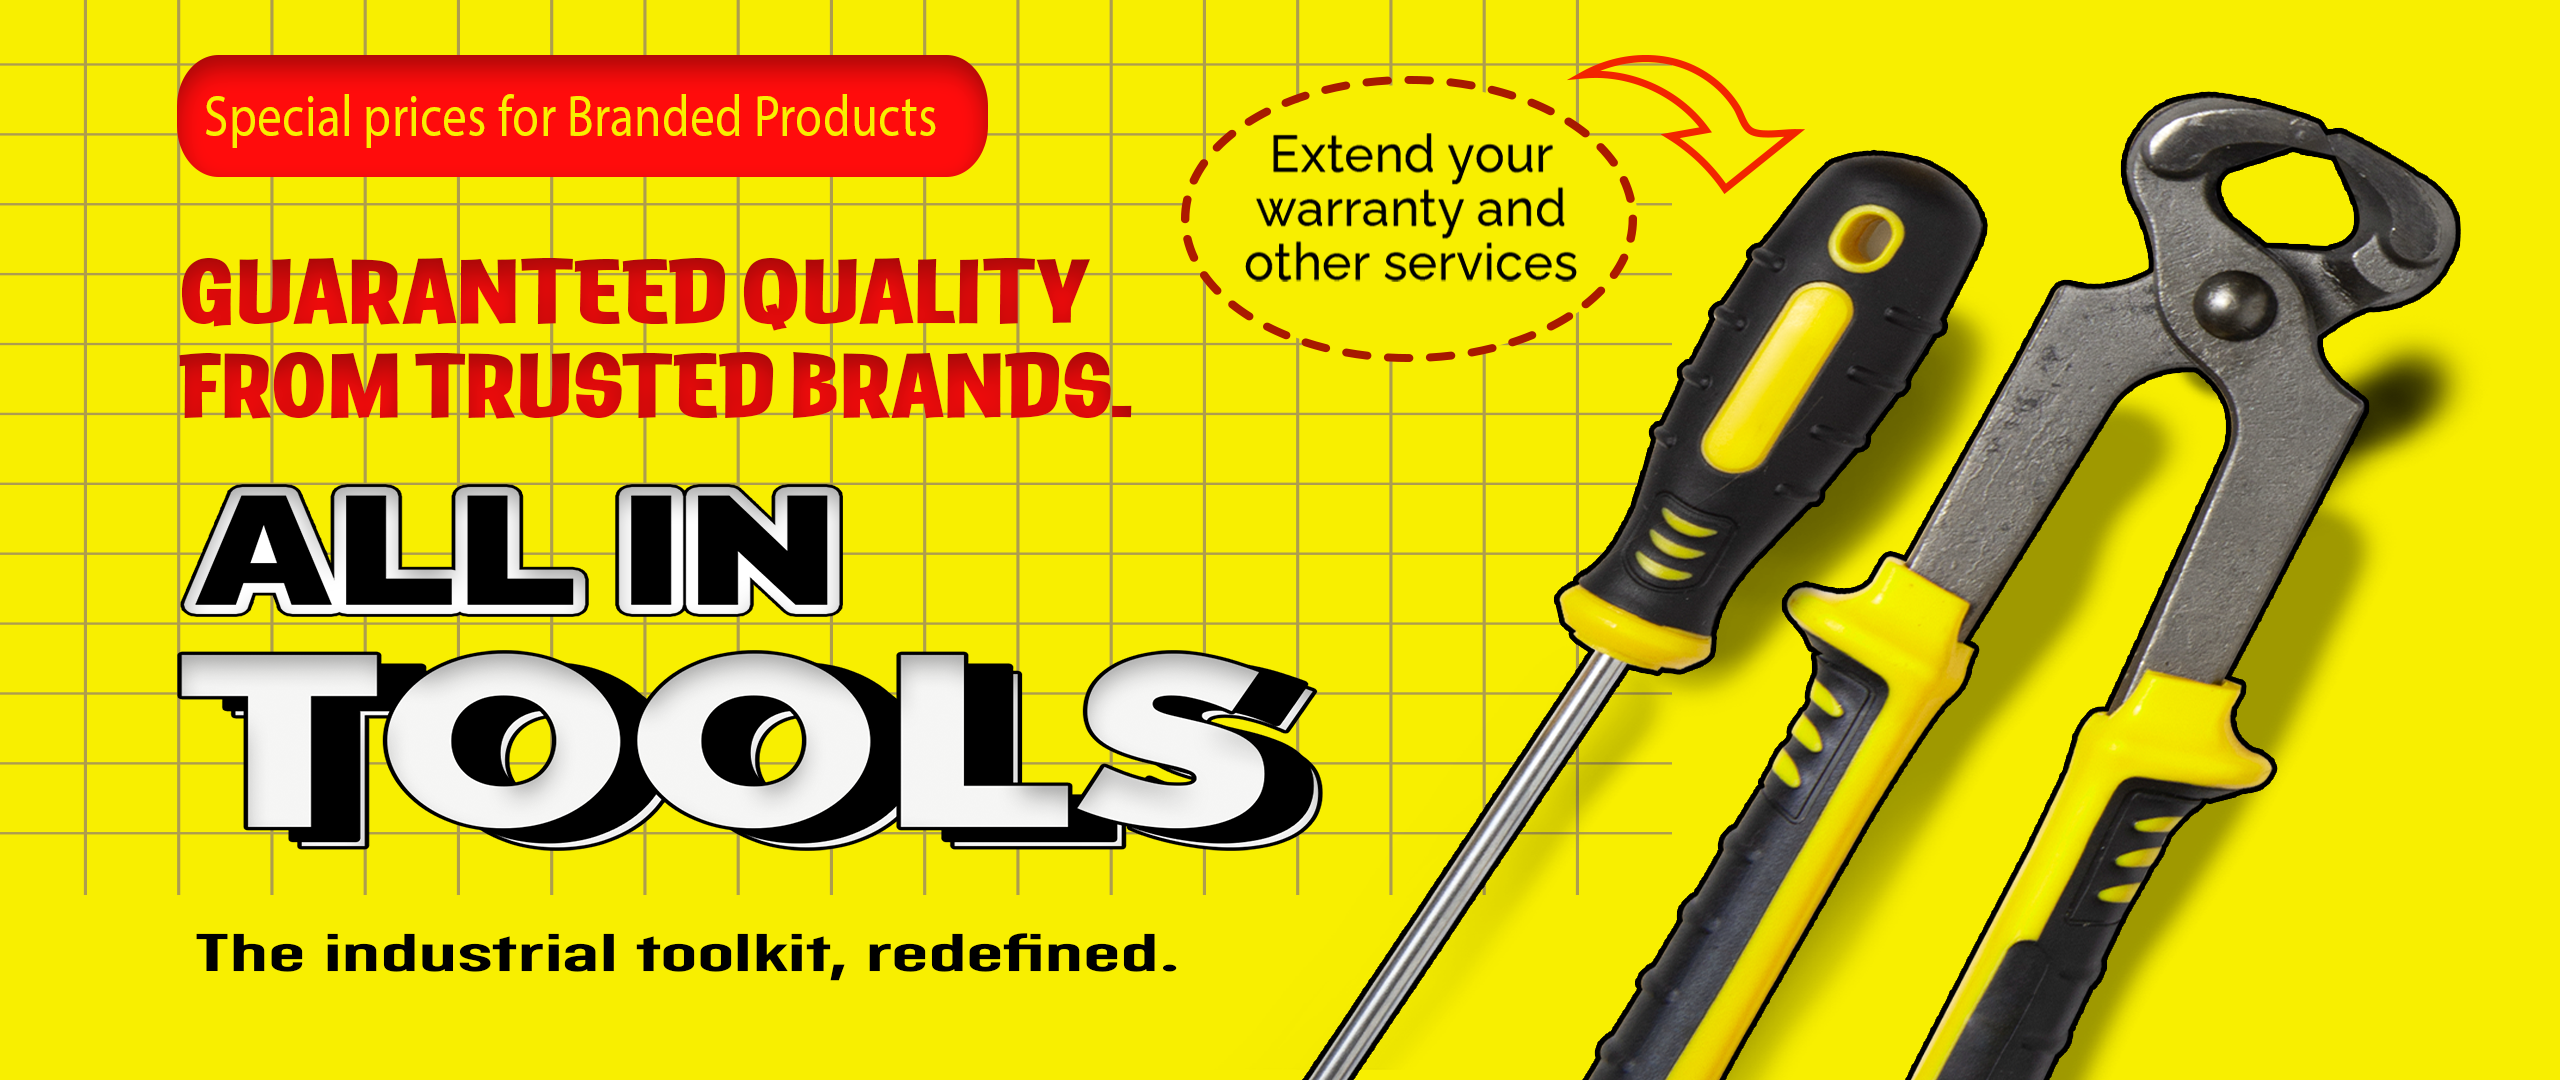 Special prices for Branded Products
GUARANTEED QUALITY
FROM TRUSTED BRANDS.
ALL IN
TOOLS
The industrial toolkit, redefined.
Extend your
warranty and
other services